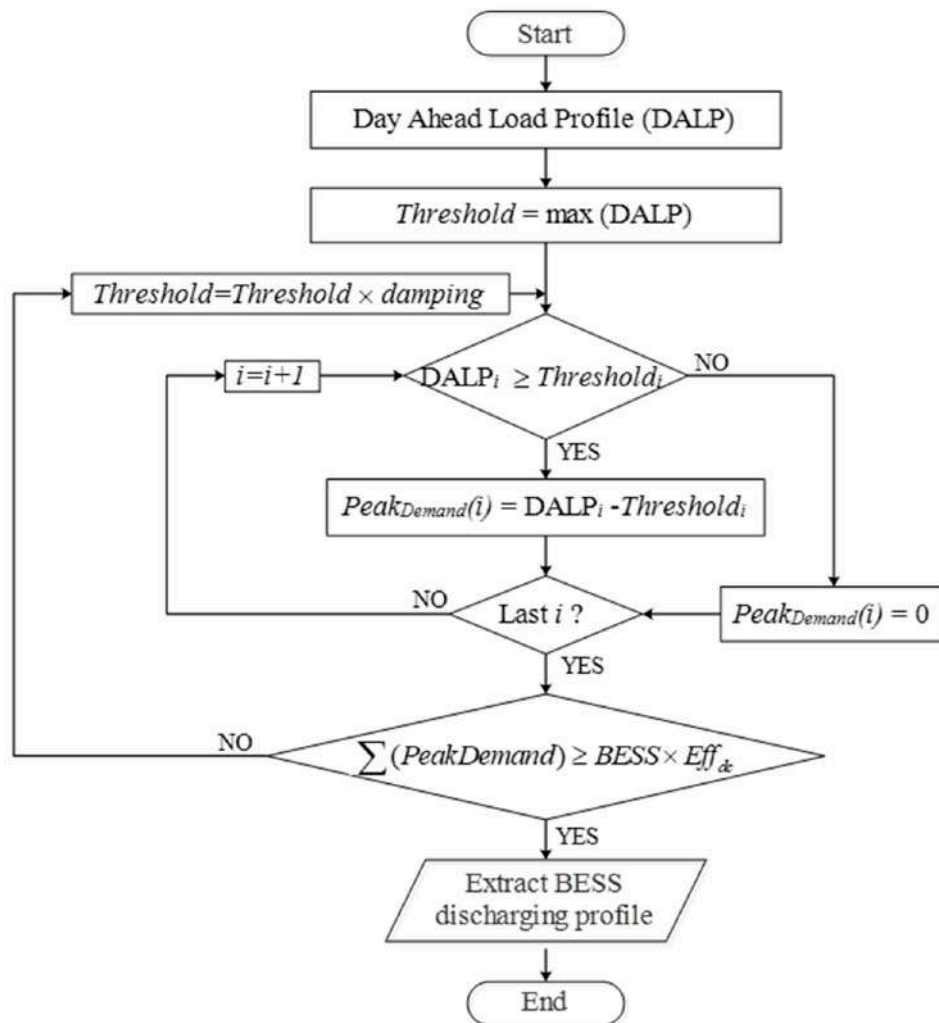 Start
Day Ahead Load Profile (DALP)
Threshold = max (DALP)
Threshold=Threshold × damping
i=i+1
DALPi ≥ Thresholdi
NO
YES
PeakDemand(i) = DALPi -Thresholdi
NO
Last i ?
PeakDemand(i) = 0
YES
NO
∑(PeakDemand) ≥ BESS× Effdc
YES
Extract BESS
discharging profile
End